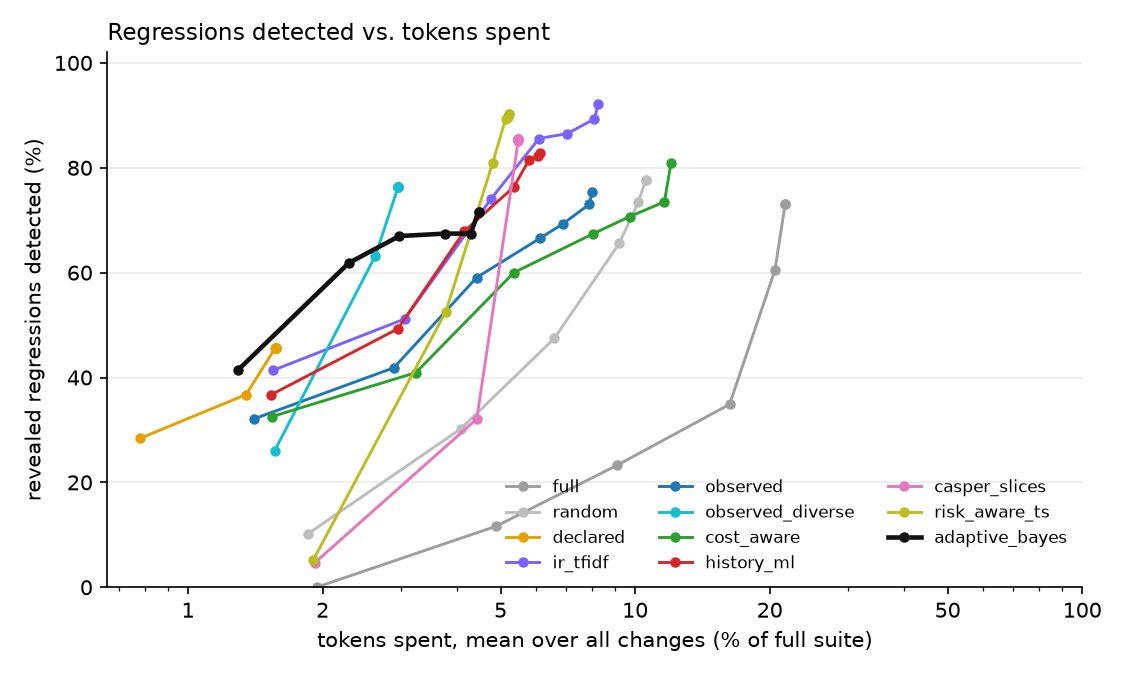 Regressions detected vs. tokens spent
revealed regressions detected (%)
100
80
60
40
20
0
full
random
declared
ir_tfidf
observed
observed_diverse
cost_aware
history_ml
casper_slices
risk_aware_ts
adaptive_bayes
1 2 5 10 20 50 100
tokens spent, mean over all changes (% of full suite)